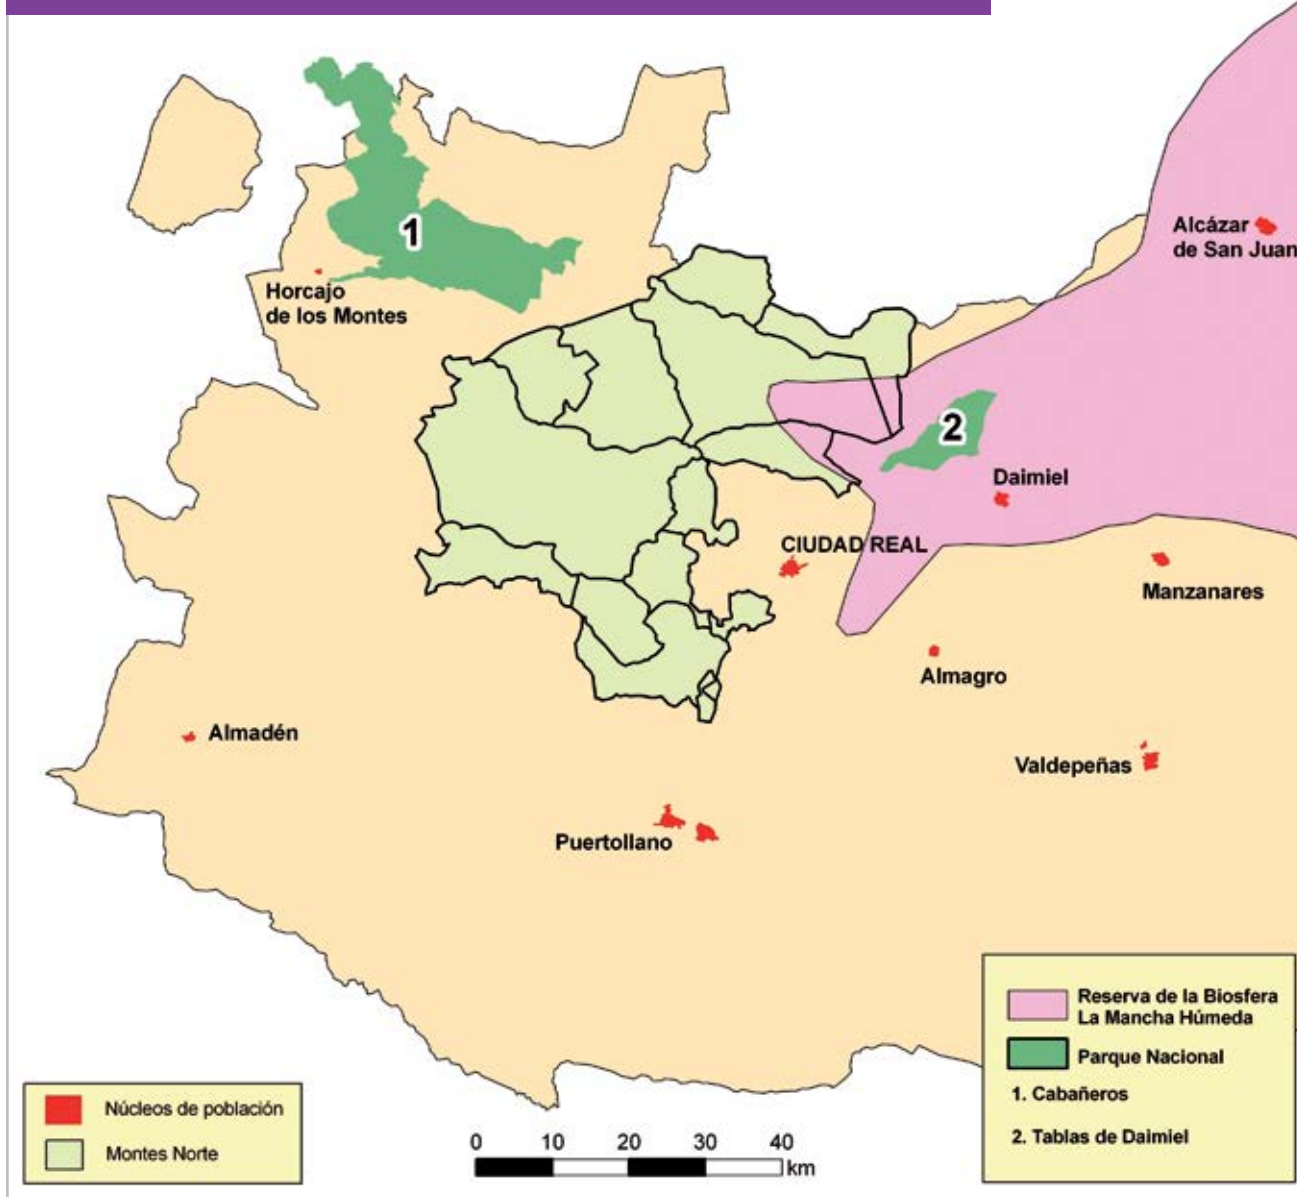 1
Alcázar
de San Juan
Horcajo
de los Montes
2
Daimiel
CIUDAD REAL
Manzanares
Almagro
Almadén
Valdepeñas
Puertollano
Reserva de la Biosfera
La Mancha Húmeda
Parque Nacional
1. Cabañeros
2. Tablas de Daimiel
Núcleos de población
Montes Norte
0 10 20 30 40
km